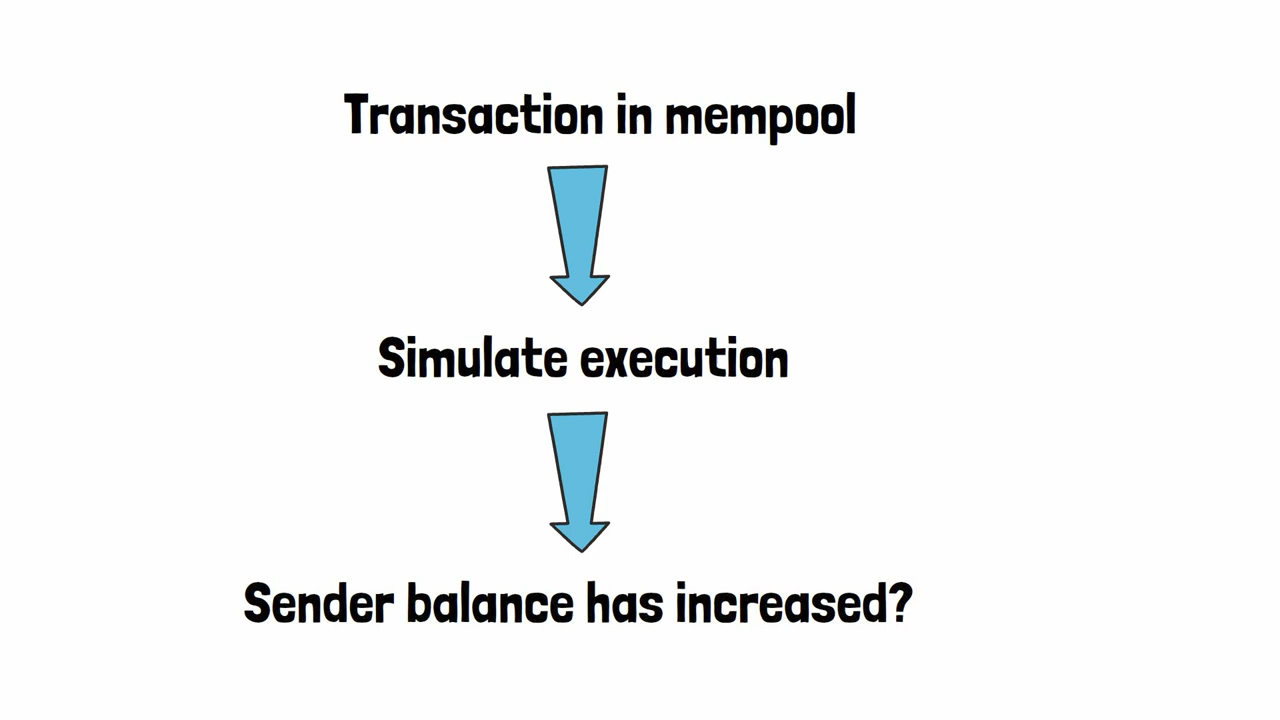 Transaction in mempool
Simulate execution
Sender balance has increased?